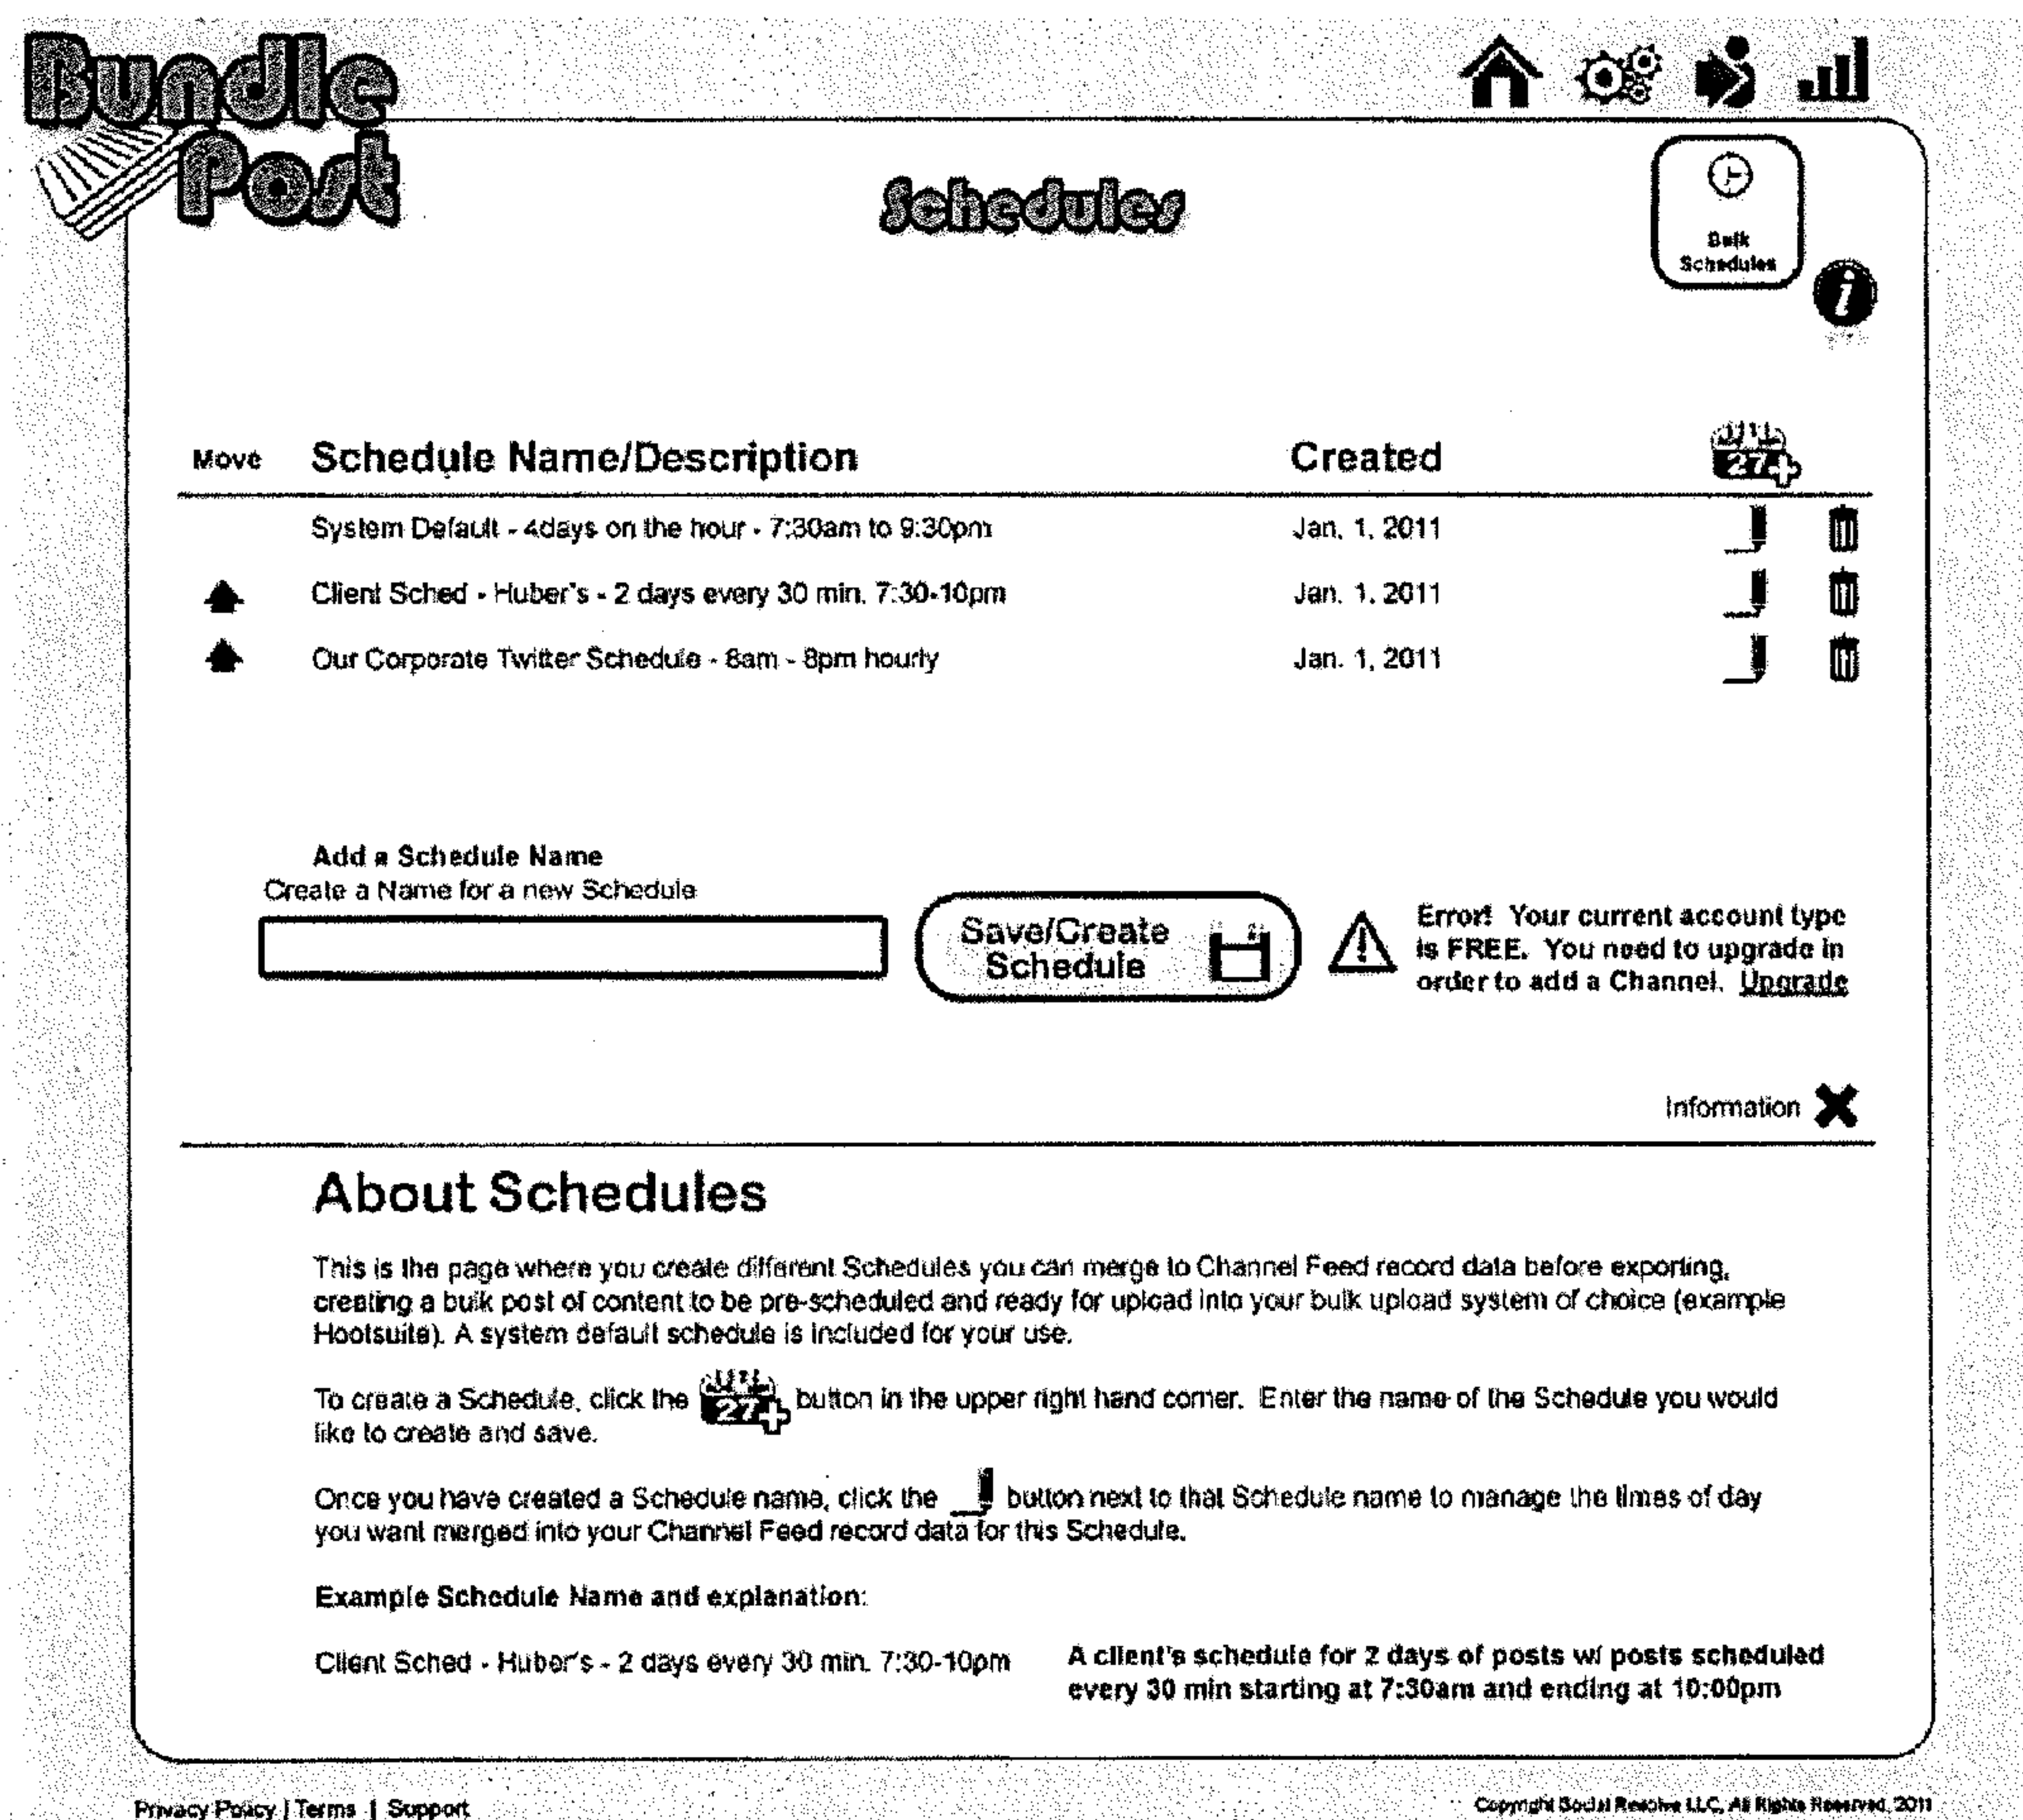 Bundle
Post
Schedules
Bulk
Schedules
i
Move Schedule Name/Description Created 27+
System Default - 4days on the hour - 7:30am to 9:30pm Jan. 1, 2011
Client Sched - Huber's - 2 days every 30 min. 7:30-10pm Jan. 1, 2011
Our Corporate Twitter Schedule - 8am - 8pm hourly Jan. 1, 2011
Add a Schedule Name
Create a Name for a new Schedule
Save/Create
Schedule
Error! Your current account type
is FREE. You need to upgrade in
order to add a Channel. Upgrade
Information
About Schedules
This is the page where you create different Schedules you can merge to Channel Feed record data before exporting,
creating a bulk post of content to be pre-scheduled and ready for upload into your bulk upload system of choice (example
Hootsuite). A system default schedule is included for your use.
To create a Schedule, click the 27+ button in the upper right hand corner. Enter the name of the Schedule you would
like to create and save.
Once you have created a Schedule name, click the button next to that Schedule name to manage the times of day
you want merged into your Channel Feed record data for this Schedule.
Example Schedule Name and explanation:
Client Sched - Huber's - 2 days every 30 min. 7:30-10pm
A client's schedule for 2 days of posts w/ posts scheduled
every 30 min starting at 7:30am and ending at 10:00pm
Privacy Policy | Terms | Support
Copyright Social Resolve LLC, All Rights Reserved, 2011